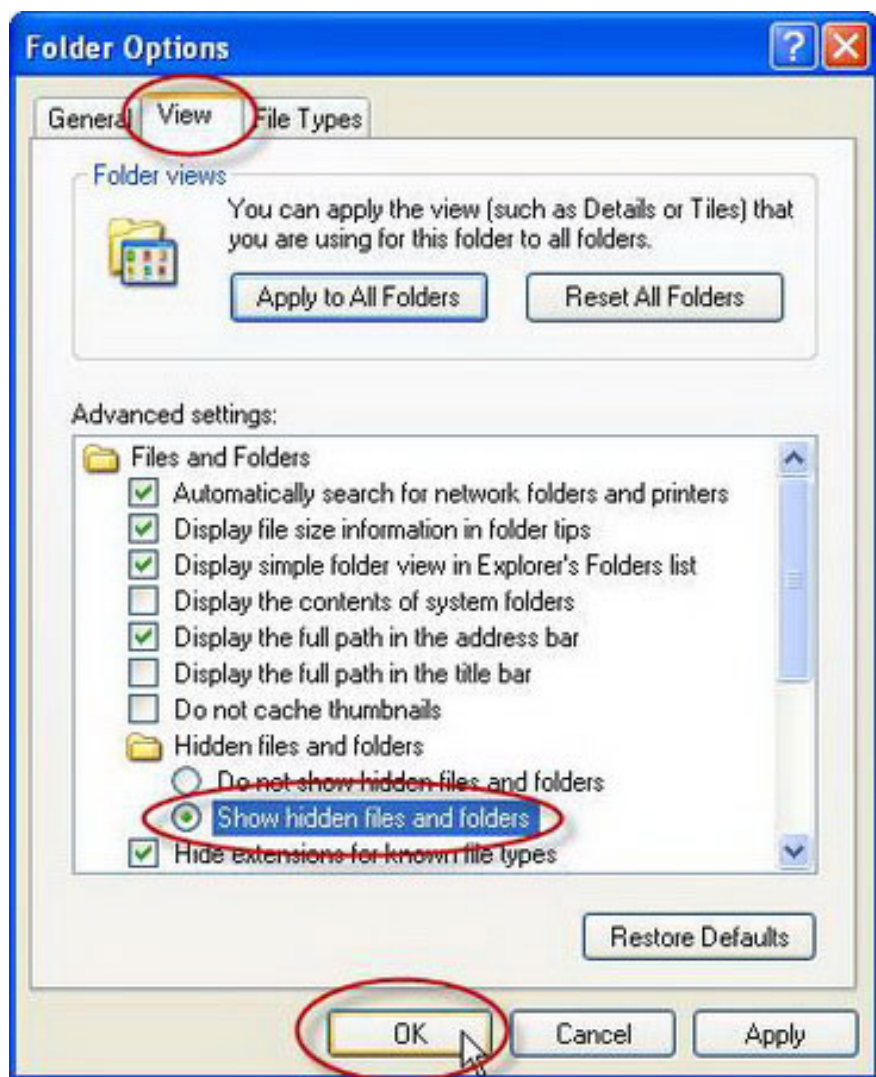 Folder Options
General View File Types
Folder views
You can apply the view (such as Details or Tiles) that
you are using for this folder to all folders.
Apply to All Folders Reset All Folders
Advanced settings:
Files and Folders
Automatically search for network folders and printers
Display file size information in folder tips
Display simple folder view in Explorer's Folders list
Display the contents of system folders
Display the full path in the address bar
Display the full path in the title bar
Do not cache thumbnails
Hidden files and folders
Do not show hidden files and folders
Show hidden files and folders
Hide extensions for known file types
Restore Defaults
OK Cancel Apply